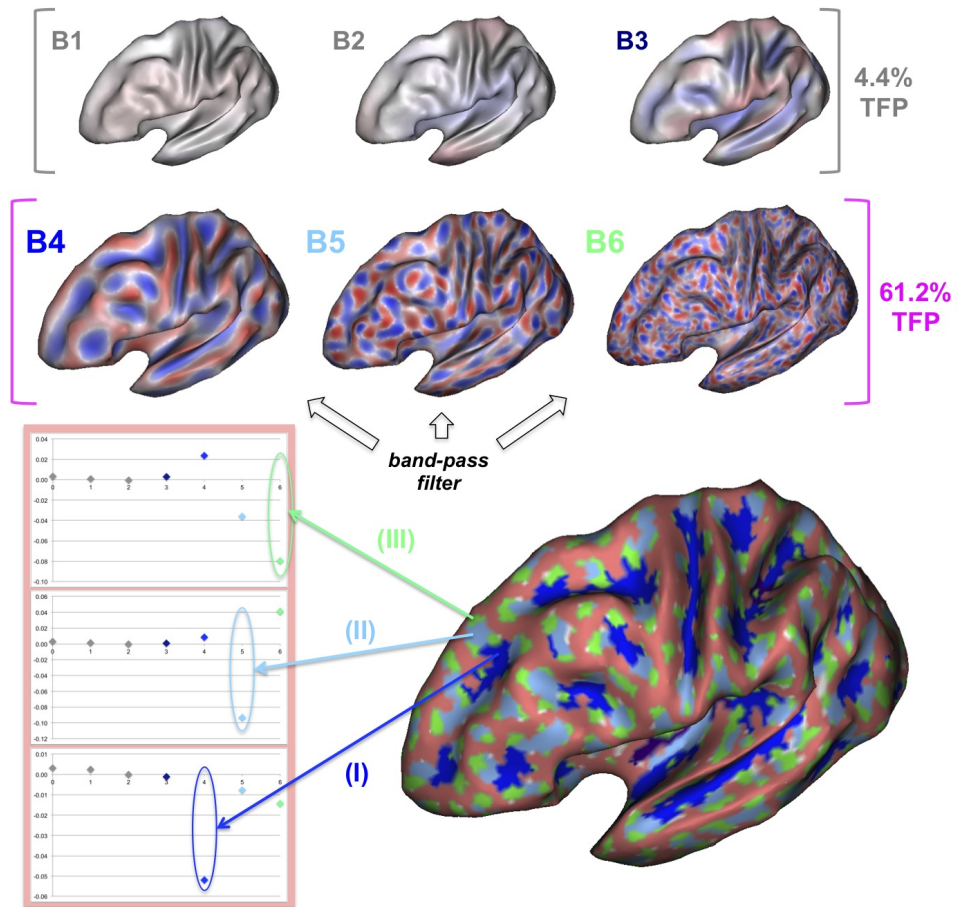 B1
B2
B3
4.4%
TFP
B4
B5
B6
61.2%
TFP
band-pass
filter
0.04
0.02
0.00
0 1 2 3 4 5 6
-0.02
-0.04
-0.06
-0.08
-0.10
(III)
0.06
0.04
0.02
0.00
0 1 2 3 4 5 6
-0.02
-0.04
-0.06
-0.08
-0.10
-0.12
(II)
0.01
0.00
0 1 2 3 4 5 6
-0.01
-0.02
-0.03
-0.04
-0.05
-0.06
(I)